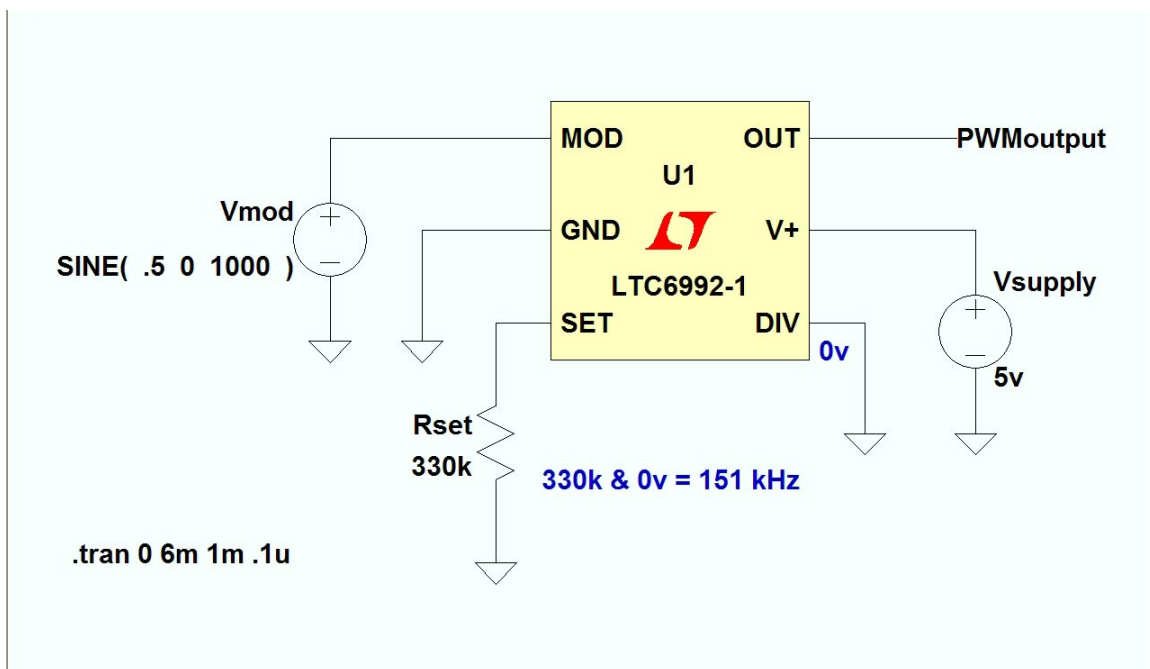 MOD
OUT
PWMoutput
U1
Vmod
GND
V+
SINE( .5 0 1000 )
LTC6992-1
Vsupply
SET
DIV
0v
5v
Rset
330k
330k & 0v = 151 kHz
.tran 0 6m 1m .1u